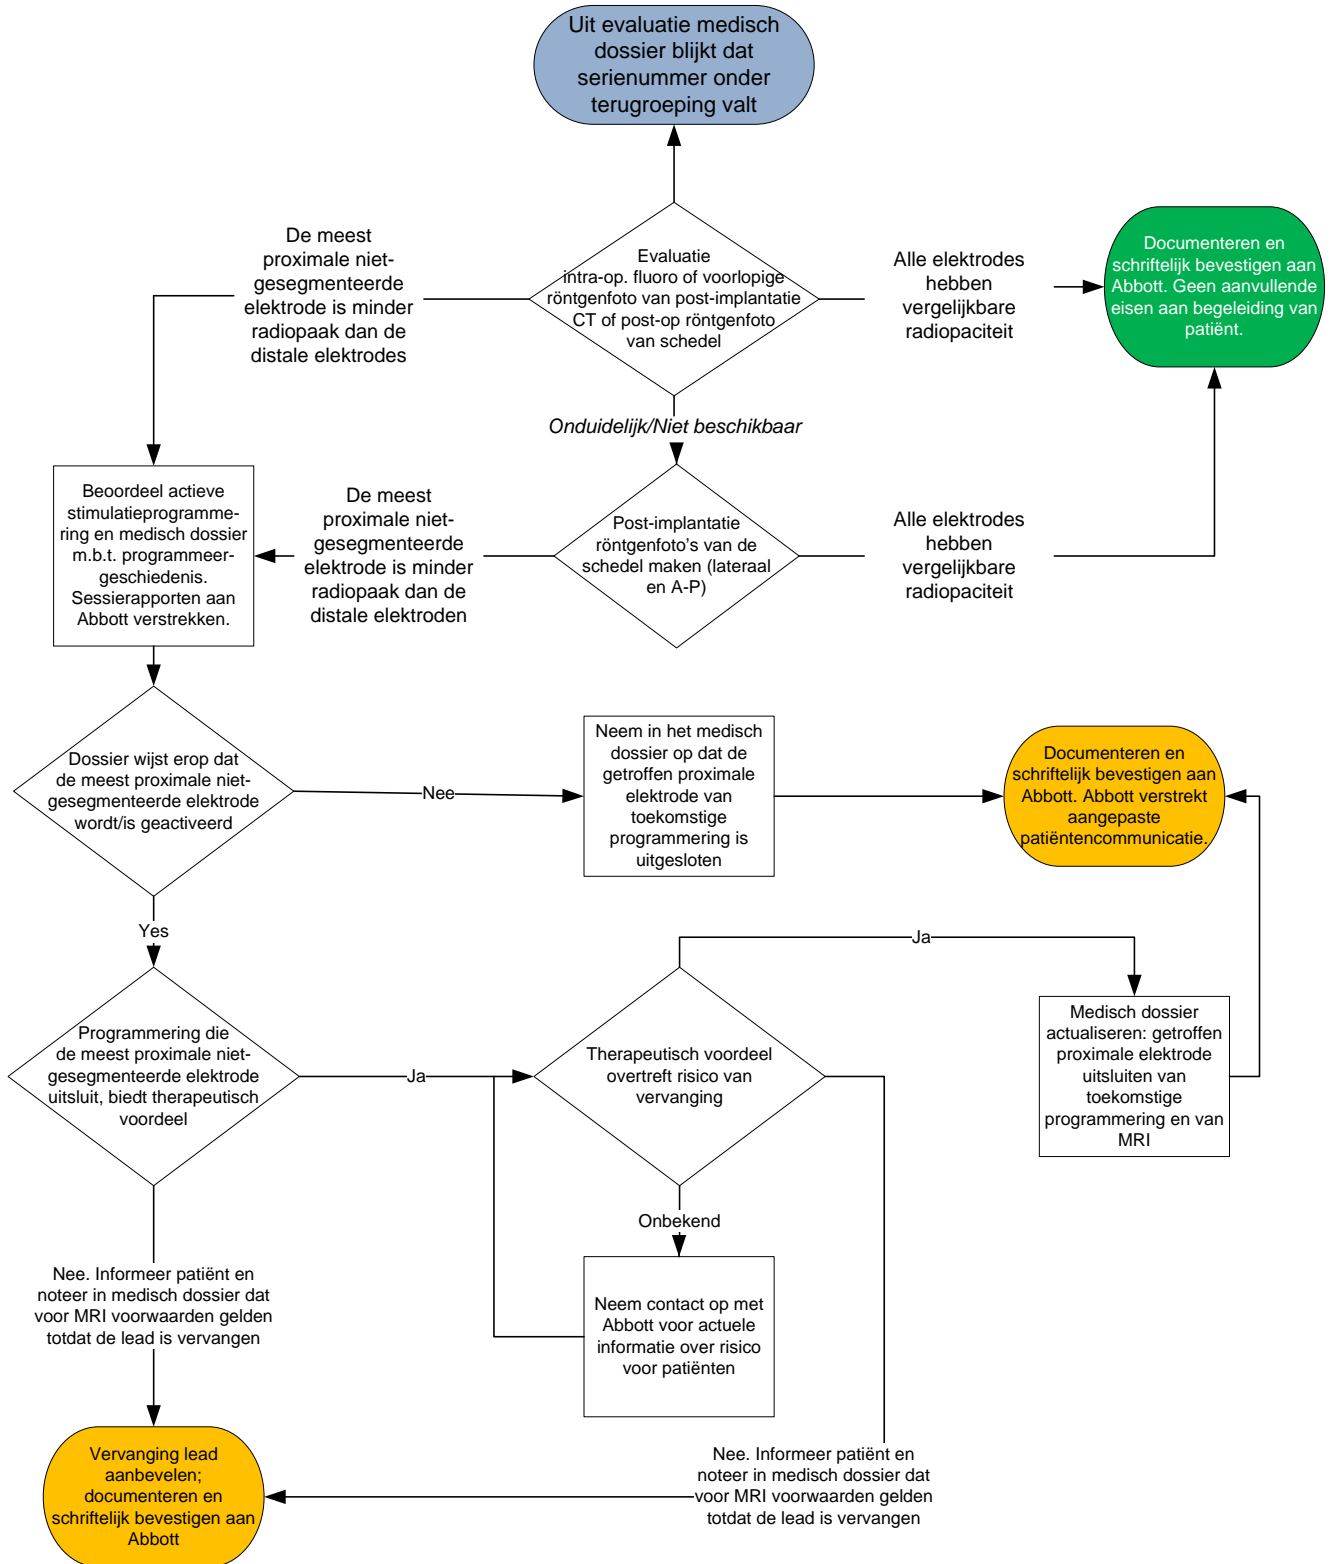 Uit evaluatie medisch
dossier blijkt dat
serienummer onder
terugroeping valt
De meest
proximale niet-
gesegmenteerde
elektrode is minder
radiopaak dan de
distale elektrodes
Evaluatie
intra-op. fluoro of voorlopige
röntgenfoto van post-implantatie
CT of post-op röntgenfoto
van schedel
Alle elektrodes
hebben
vergelijkbare
radiopaciteit
Documenteren en
schriftelijk bevestigen aan
Abbott. Geen aanvullende
eisen aan begeleiding van
patiënt.
Onduidelijk/Niet beschikbaar
Beoordeel actieve
stimulatieprogramme-
ring en medisch dossier
m.b.t. programmeer-
geschiedenis.
Sessierapporten aan
Abbott verstrekken.
De meest
proximale niet-
gesegmenteerde
elektrode is minder
radiopaak dan de
distale elektroden
Post-implantatie
röntgenfoto's van de
schedel maken (lateraal
en A-P)
Alle elektrodes
hebben
vergelijkbare
radiopaciteit
Dossier wijst erop dat
de meest proximale niet-
gesegmenteerde elektrode
wordt/is geactiveerd
Nee
Neem in het medisch
dossier op dat de
getroffen proximale
elektrode van
toekomstige
programmering is
uitgesloten
Documenteren en
schriftelijk bevestigen aan
Abbott. Abbott verstrekt
aangepaste
patiëntencommunicatie.
Yes
Programmering die
de meest proximale niet-
gesegmenteerde elektrode
uitsluit, biedt therapeutisch
voordeel
Ja
Therapeutisch voordeel
overtreft risico van
vervanging
Ja
Medisch dossier
actualiseren: getroffen
proximale elektrode
uitsluiten van
toekomstige
programmering en van
MRI
Onbekend
Neem contact op met
Abbott voor actuele
informatie over risico
voor patiënten
Nee. Informeer patiënt en
noteer in medisch dossier dat
voor MRI voorwaarden gelden
totdat de lead is vervangen
Vervanging lead
aanbevelen;
documenteren en
schriftelijk bevestigen aan
Abbott
Nee. Informeer patiënt en
noteer in medisch dossier dat
voor MRI voorwaarden gelden
totdat de lead is vervangen